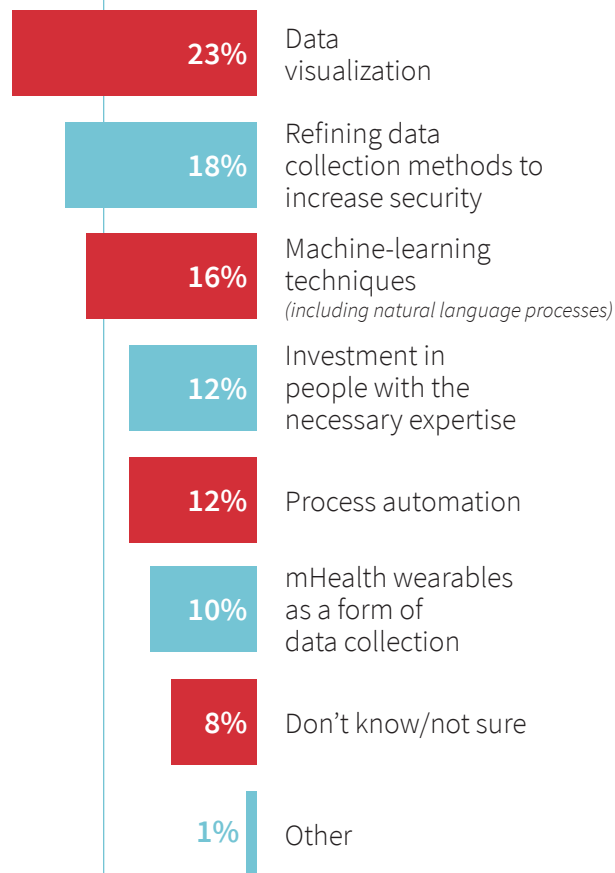 23%
Data
visualization
18%
Refining data
collection methods to
increase security
16%
Machine-learning
techniques
(including natural language processes)
12%
Investment in
people with the
necessary expertise
12%
Process automation
10%
mHealth wearables
as a form of
data collection
8%
Don’t know/not sure
1%
Other